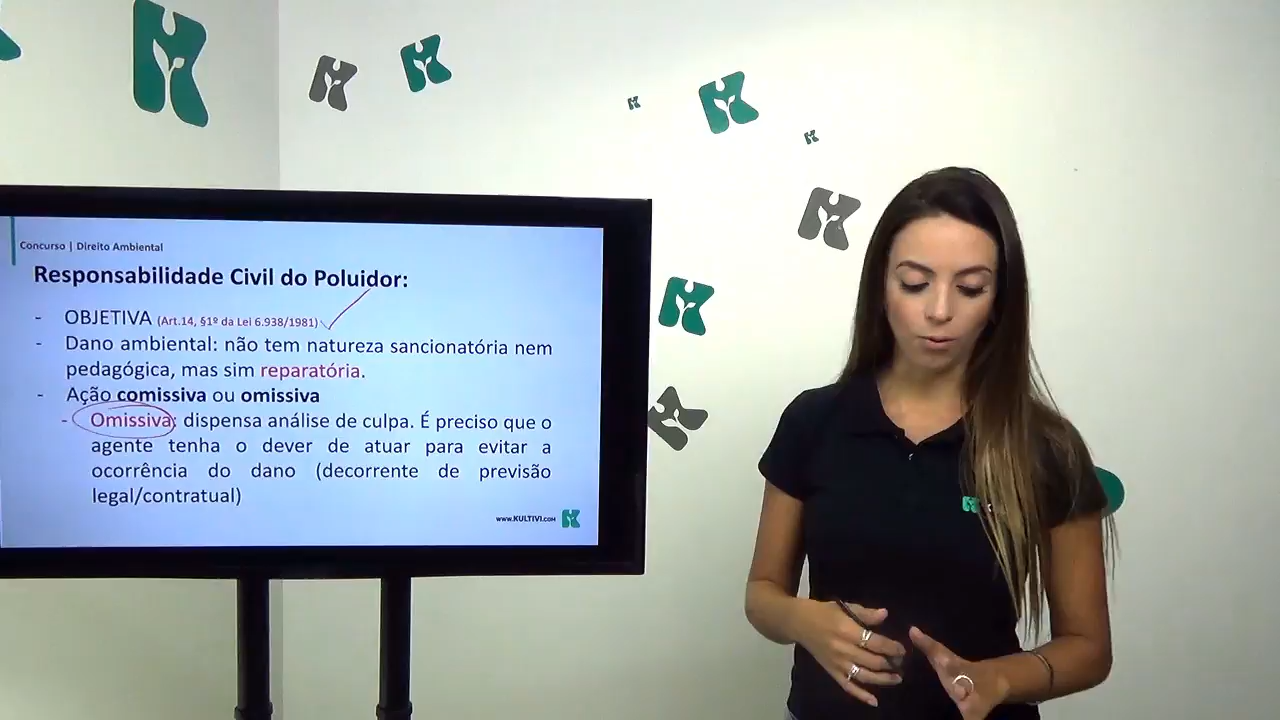 Concurso | Direito Ambiental
Responsabilidade Civil do Poluidor:
- OBJETIVA (Art.14, §1º da Lei 6.938/1981)
- Dano ambiental: não tem natureza sancionatória nem
pedagógica, mas sim reparatória.
- Ação comissiva ou omissiva
- Omissiva: dispensa análise de culpa. É preciso que o
agente tenha o dever de atuar para evitar a
ocorrência do dano (decorrente de previsão
legal/contratual)
WWW.KULTIVI.COM